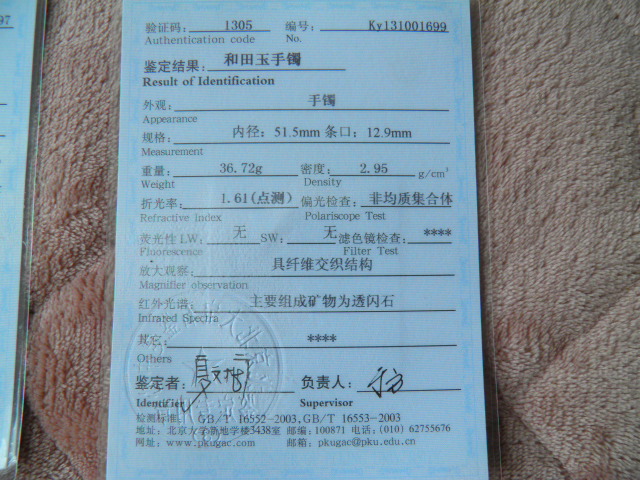 97
验证码： 1305 编号： Ky131001699
Authentication code No.
鉴定结果： 和田玉手镯
Result of Identification
外观： 手镯
Appearance
规格： 内径：51.5mm 条口：12.9mm
Measurement
重量： 36.72g 密度： 2.95 g/cm³
Weight Density
折光率： 1.61(点测) 偏光检查： 非均质集合体
Refractive index Polariscope Test
荧光性 LW： 无 SW： 无 滤色镜检查： ****
Fluorescence Filter Test
放大观察： 具纤维交织结构
Magnifier observation
红外光谱： 主要组成矿物为透闪石
Infrared Spectra
其它： ****
Others
鉴定者： 负责人：
Identifier Supervisor
检测标准： GB/T 16552-2003,GB/T 16553-2003
地址：北京大学新地学楼3438室 邮编：100871 电话：(010) 62755676
网址：www.pkugac.com 邮箱：pkugac@pku.edu.cn